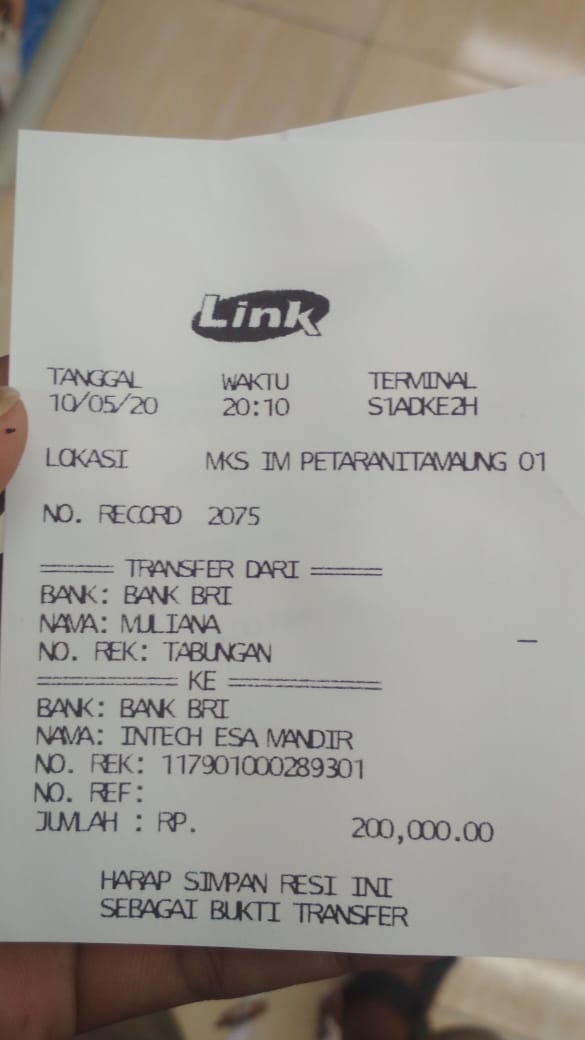 Link
TANGGAL WAKTU TERMINAL
10/05/20 20:10 S1ADKE2H
LOKASI MKS IM PETARANITAMAUNG 01
NO. RECORD 2075
====== TRANSFER DARI ======
BANK: BANK BRI
NAMA: MULIANA
NO. REK: TABUNGAN
============ KE =============
BANK: BANK BRI
NAMA: INTECH ESA MANDIR
NO. REK: 117901000289301
NO. REF:
JUMLAH : RP. 200,000.00
HARAP SIMPAN RESI INI
SEBAGAI BUKTI TRANSFER